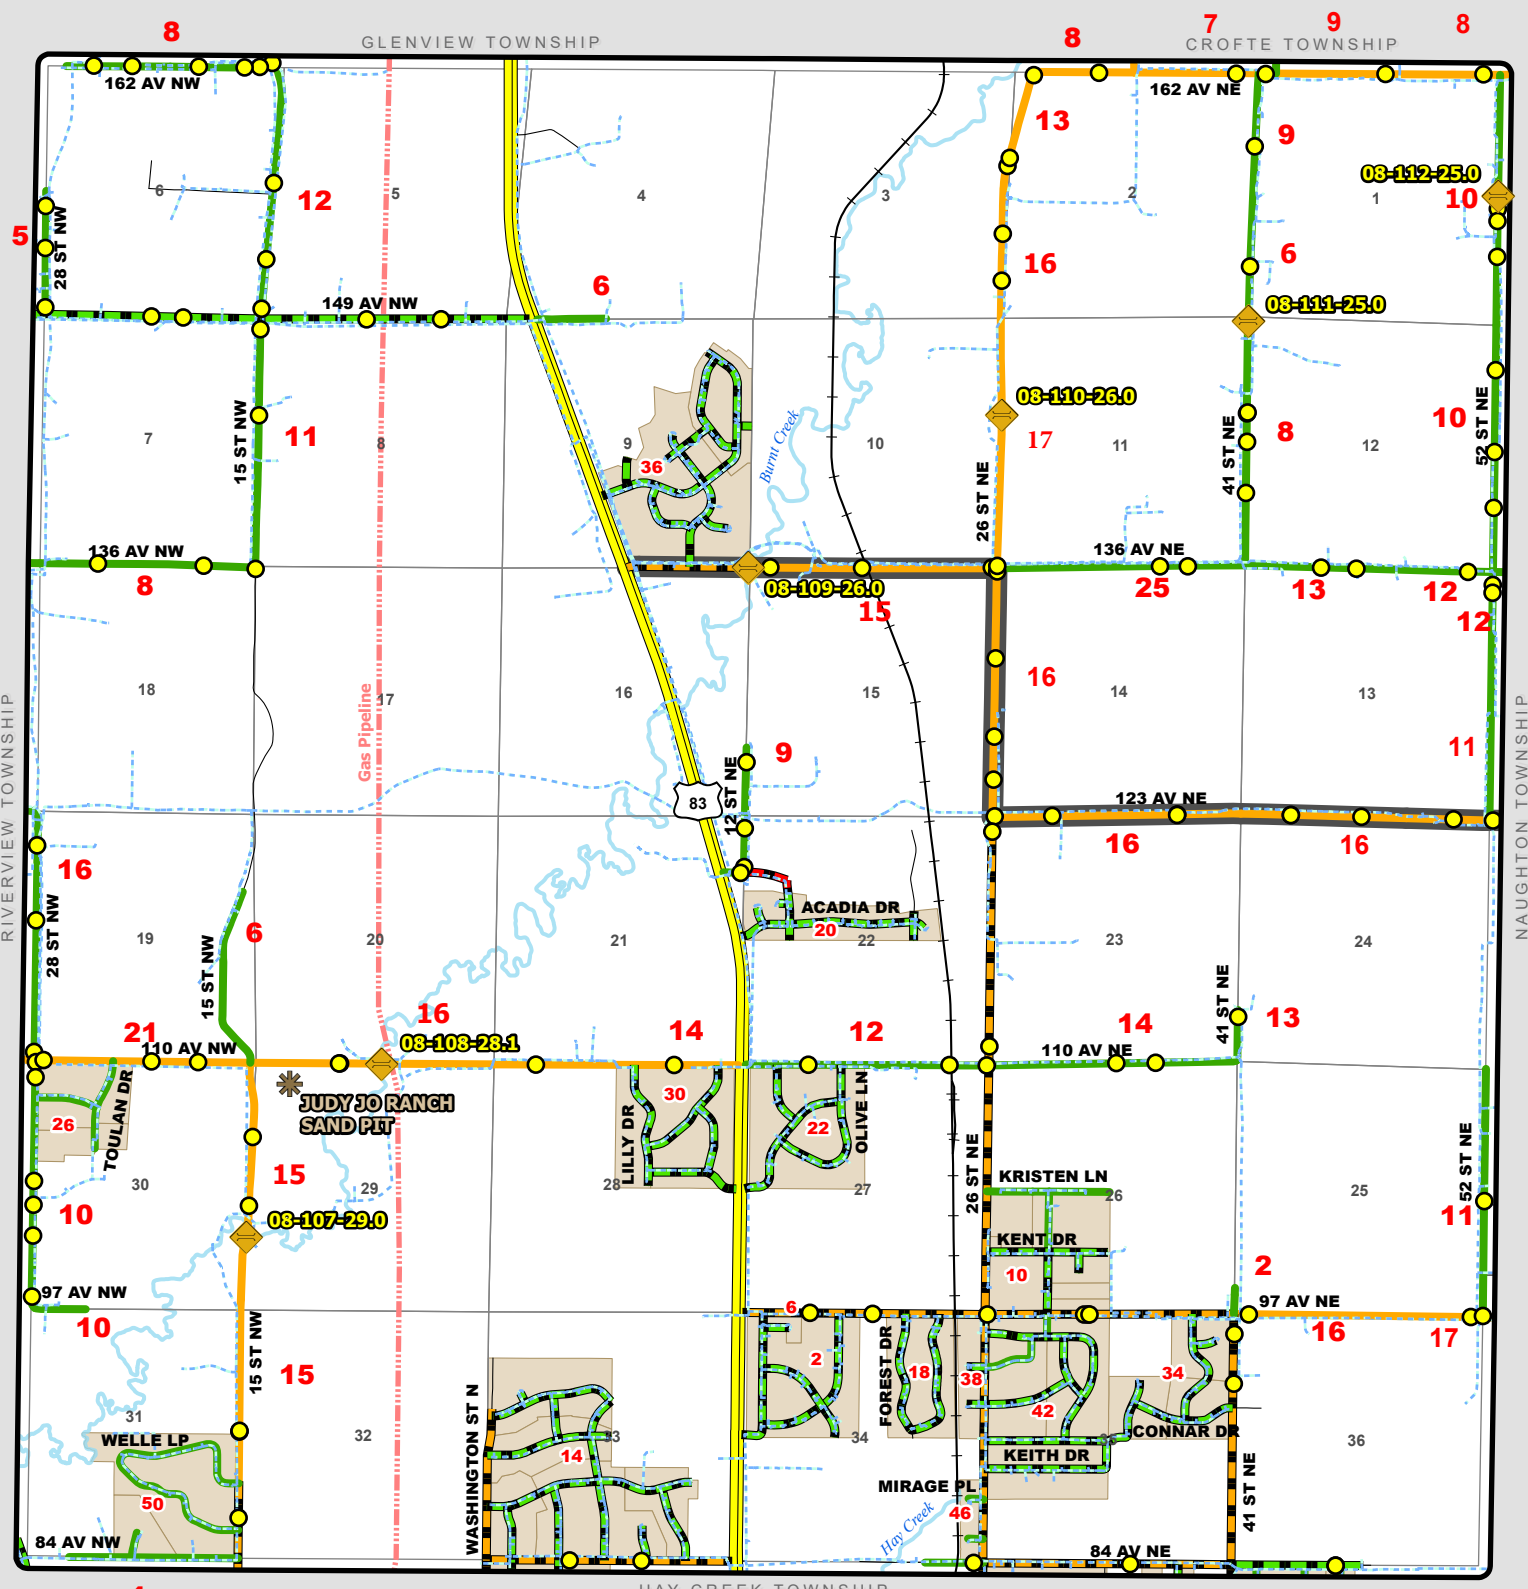 8
7
9
8
8
GLENVIEW TOWNSHIP
CROFTE TOWNSHIP
162 AV NW
162 AV NE
13
9
08-112-25.0
10
6
5
4
3
2
1
12
5
28 ST NW
16
6
6
149 AV NW
08-111-25.0
08-110-26.0
10
52 ST NE
7
15 ST NW
11
8
9
36
Burnt Creek
10
17
11
41 ST NE
8
12
26 ST NE
136 AV NW
136 AV NE
8
08-109-26.0
15
25
13
12
12
18
Gas Pipeline
17
16
15
16
14
13
RIVERVIEW TOWNSHIP
NAUGHTON TOWNSHIP
9
11
12 ST NE
83
123 AV NE
16
16
16
28 ST NW
19
15 ST NW
6
20
21
ACADIA DR
20
22
23
24
41 ST NE
13
21
16
14
12
14
110 AV NW
08-108-28.1
110 AV NE
JUDY JO RANCH
SAND PIT
26
TOULAN DR
30
LILLY DR
22
OLIVE LN
26 ST NE
52 ST NE
30
15
29
28
27
KRISTEN LN
26
25
10
08-107-29.0
11
KENT DR
10
2
97 AV NW
10
6
97 AV NE
16
17
15 ST NW
15
2
FOREST DR
18
38
42
34
31
WELLE LP
50
32
WASHINGTON ST N
33
14
34
35
CONNAR DR
36
KEITH DR
MIRAGE PL
46
Hay Creek
41 ST NE
84 AV NW
84 AV NE
HAY CREEK TOWNSHIP